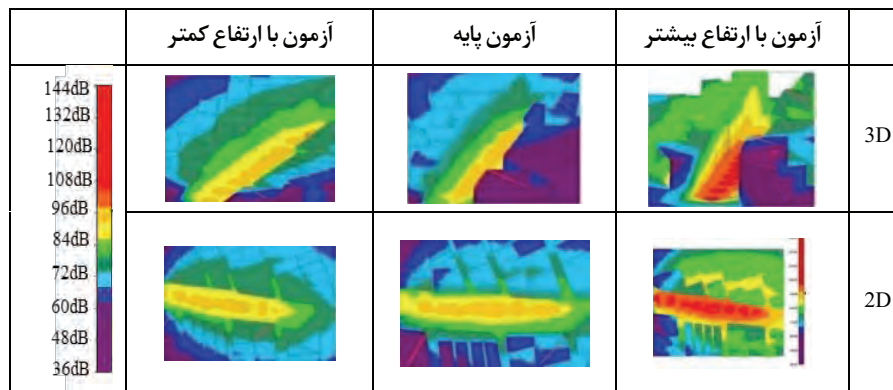 آزمون با ارتفاع بیشتر
آزمون پایه
آزمون با ارتفاع کمتر
3D
144dB
132dB
120dB
108dB
96dB
84dB
72dB
60dB
48dB
36dB
2D